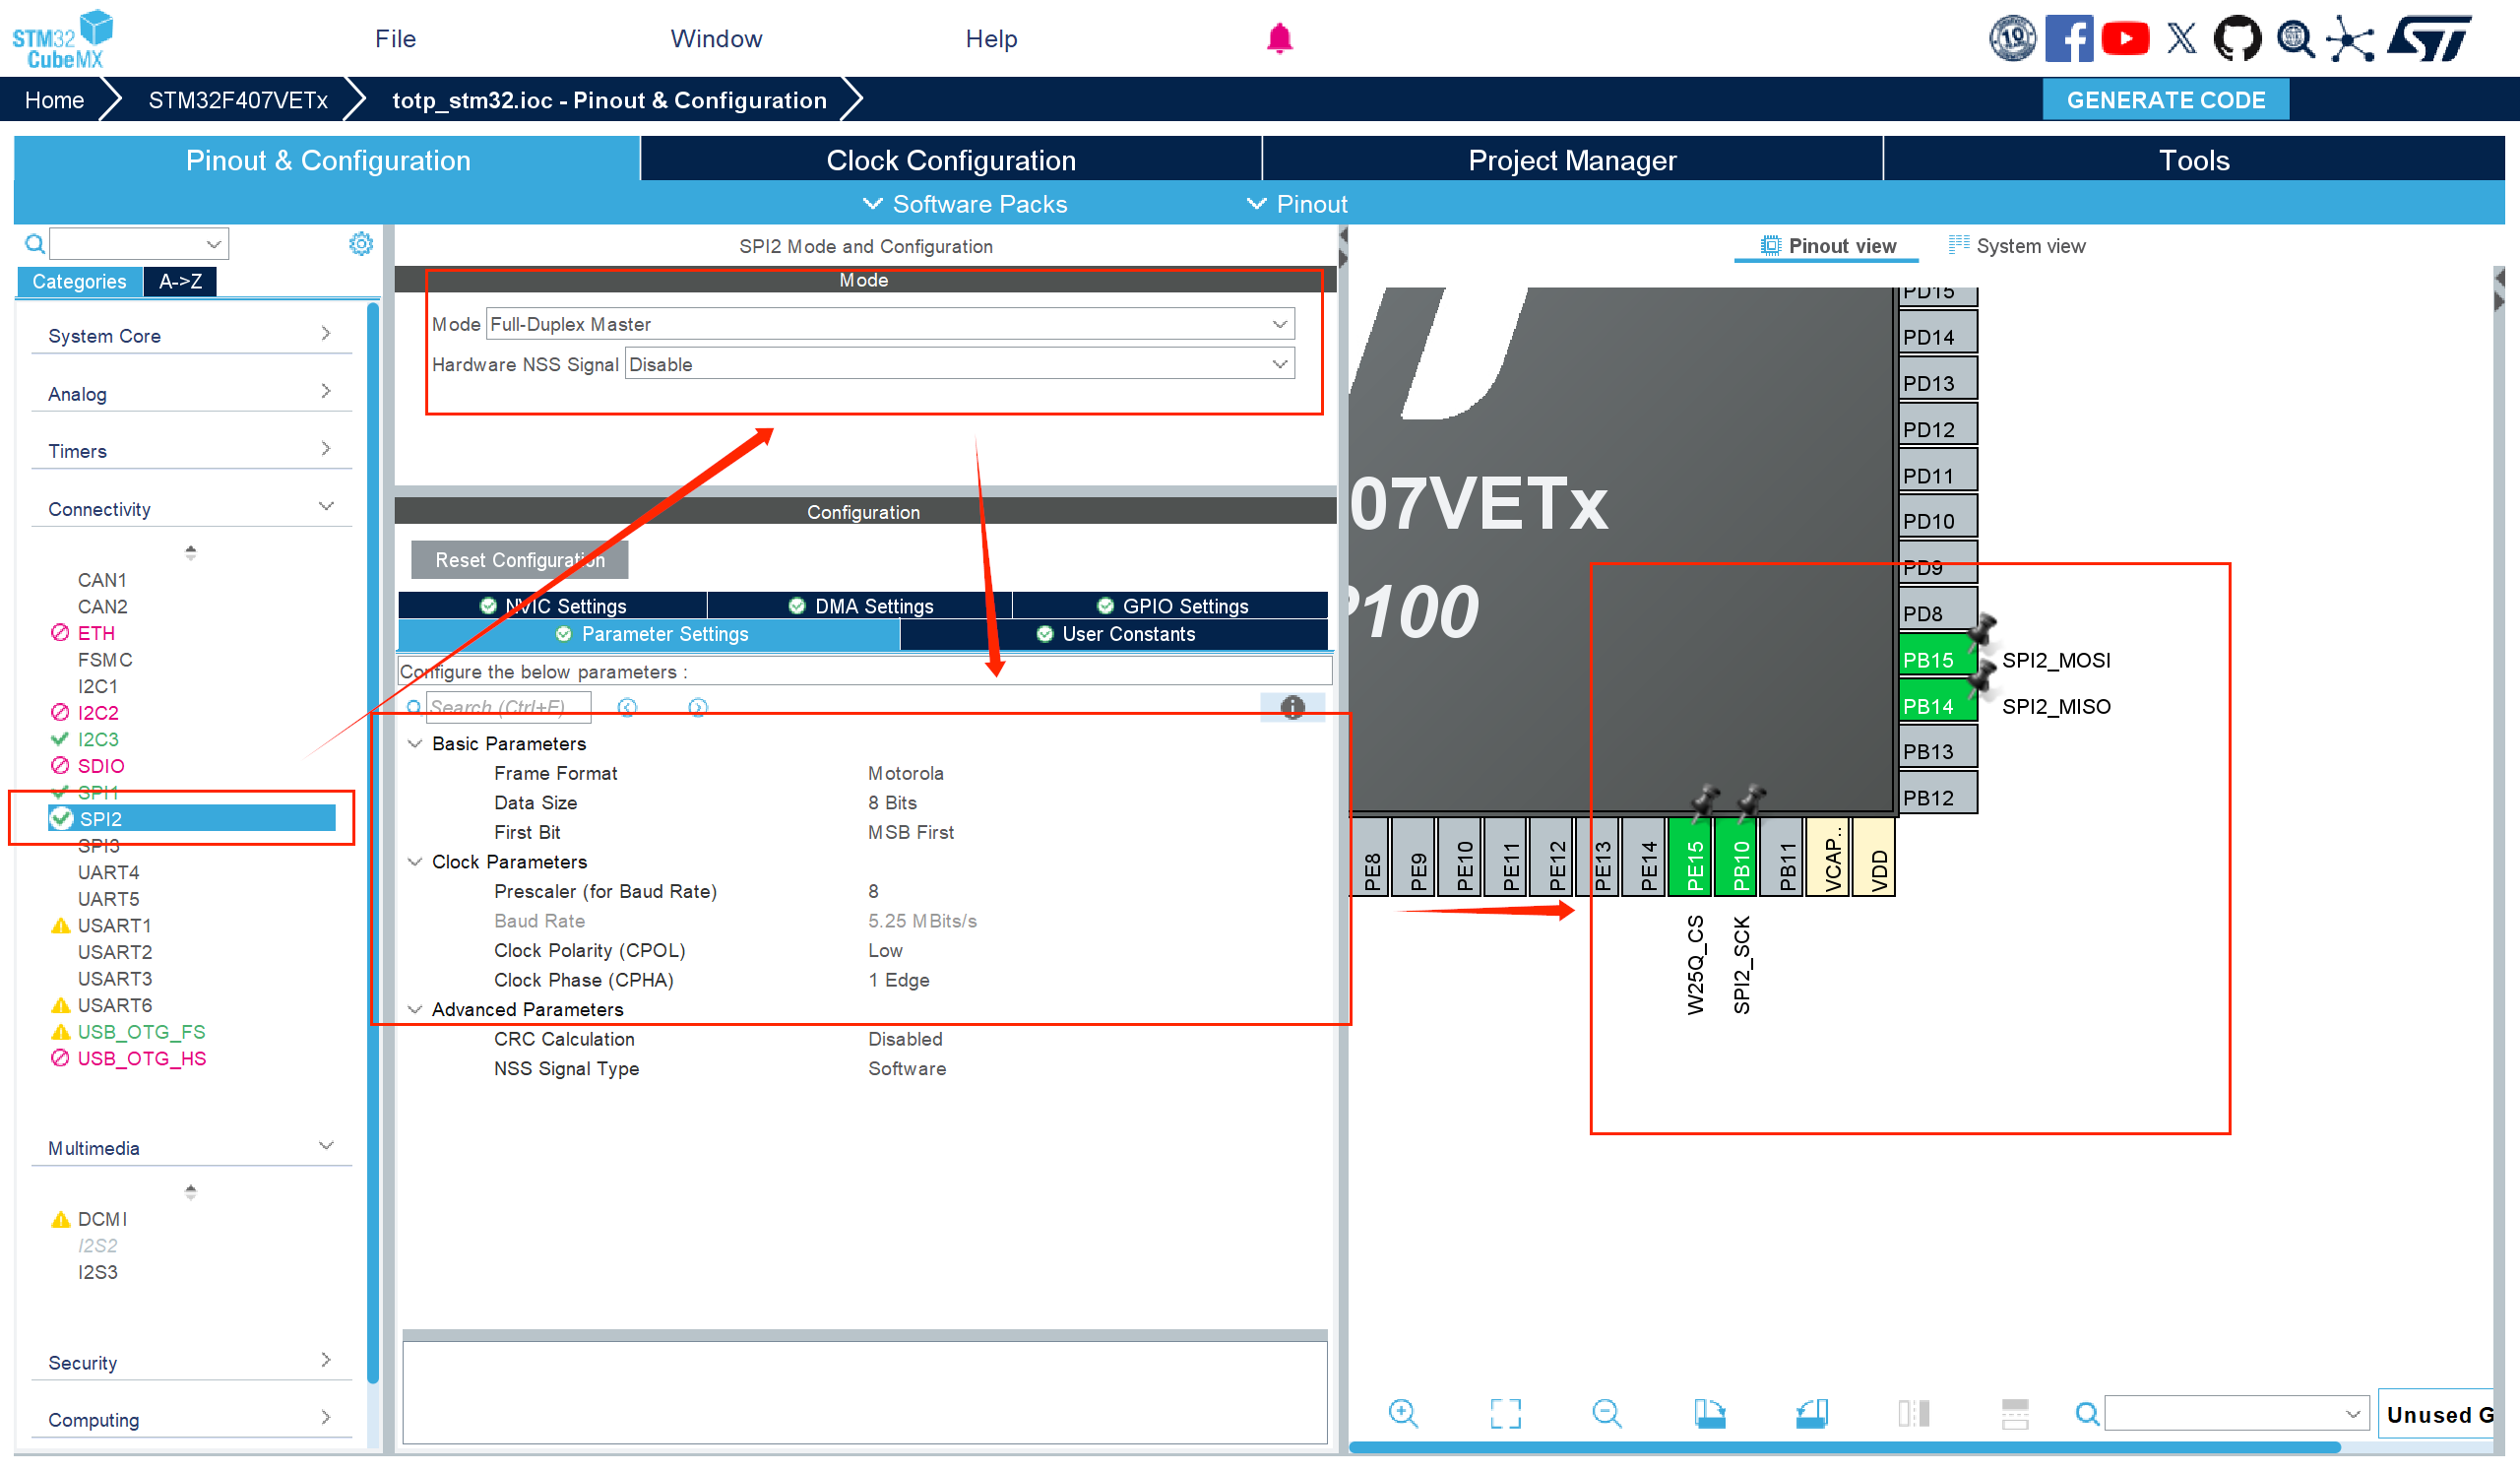 STM32
CubeMX
File
Window
Help
10
Home
STM32F407VETx
totp_stm32.ioc - Pinout & Configuration
GENERATE CODE
Pinout & Configuration
Clock Configuration
Project Manager
Tools
Software Packs
Pinout
Categories
A->Z
System Core
Analog
Timers
Connectivity
CAN1
CAN2
ETH
FSMC
I2C1
I2C2
I2C3
SDIO
SPI1
SPI2
SPI3
UART4
UART5
USART1
USART2
USART3
USART6
USB_OTG_FS
USB_OTG_HS
Multimedia
DCMI
I2S2
I2S3
Security
Computing
SPI2 Mode and Configuration
Mode
Mode Full-Duplex Master
Hardware NSS Signal Disable
Configuration
Reset Configuration
NVIC Settings
DMA Settings
GPIO Settings
Parameter Settings
User Constants
Configure the below parameters :
Search (Ctrl+F)
Basic Parameters
Frame Format Motorola
Data Size 8 Bits
First Bit MSB First
Clock Parameters
Prescaler (for Baud Rate) 8
Baud Rate 5.25 MBits/s
Clock Polarity (CPOL) Low
Clock Phase (CPHA) 1 Edge
Advanced Parameters
CRC Calculation Disabled
NSS Signal Type Software
Pinout view
System view
07VETx
P100
PD15
PD14
PD13
PD12
PD11
PD10
PD9
PD8
PB15 SPI2_MOSI
PB14 SPI2_MISO
PB13
PB12
PE8
PE9
PE10
PE11
PE12
PE13
PE14
PE15
PB10
PB11
VCAP..
VDD
W25Q_CS
SPI2_SCK
Unused G